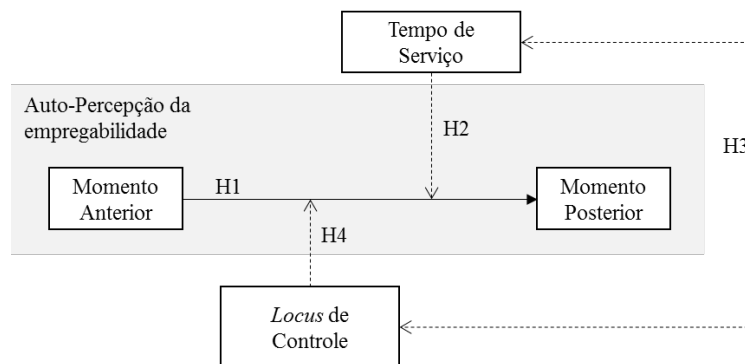 Tempo de
Serviço
Auto-Percepção da
empregabilidade
H2
H3
Momento
Anterior
H1
Momento
Posterior
H4
Locus de
Controle